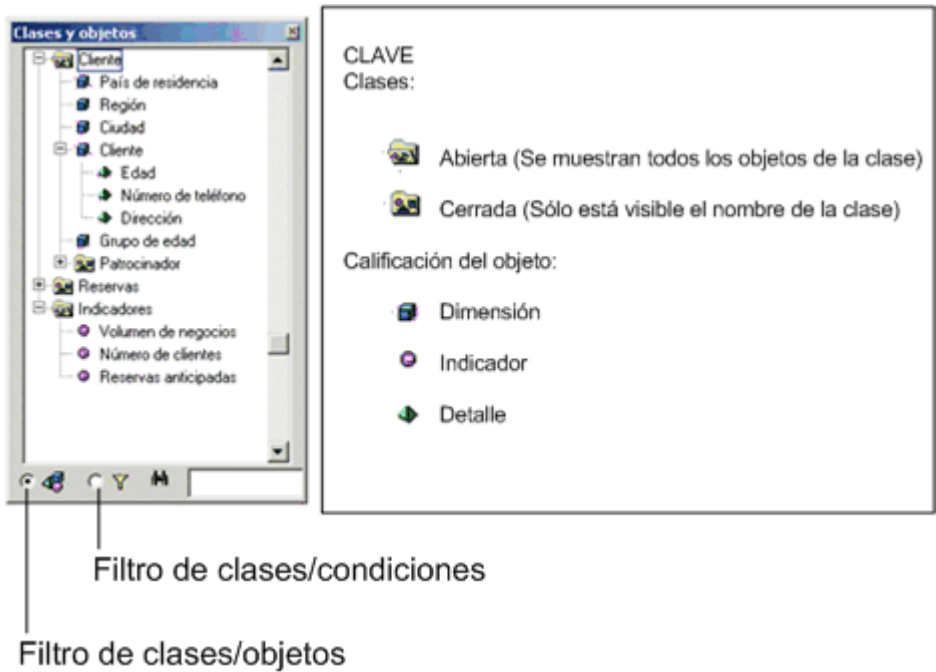 Clases y objetos
Cliente
País de residencia
Región
Ciudad
Cliente
Edad
Número de teléfono
Dirección
Grupo de edad
Patrocinador
Reservas
Indicadores
Volumen de negocios
Número de clientes
Reservas anticipadas
CLAVE
Clases:
Abierta (Se muestran todos los objetos de la clase)
Cerrada (Sólo está visible el nombre de la clase)
Calificación del objeto:
Dimensión
Indicador
Detalle
Filtro de clases/condiciones
Filtro de clases/objetos